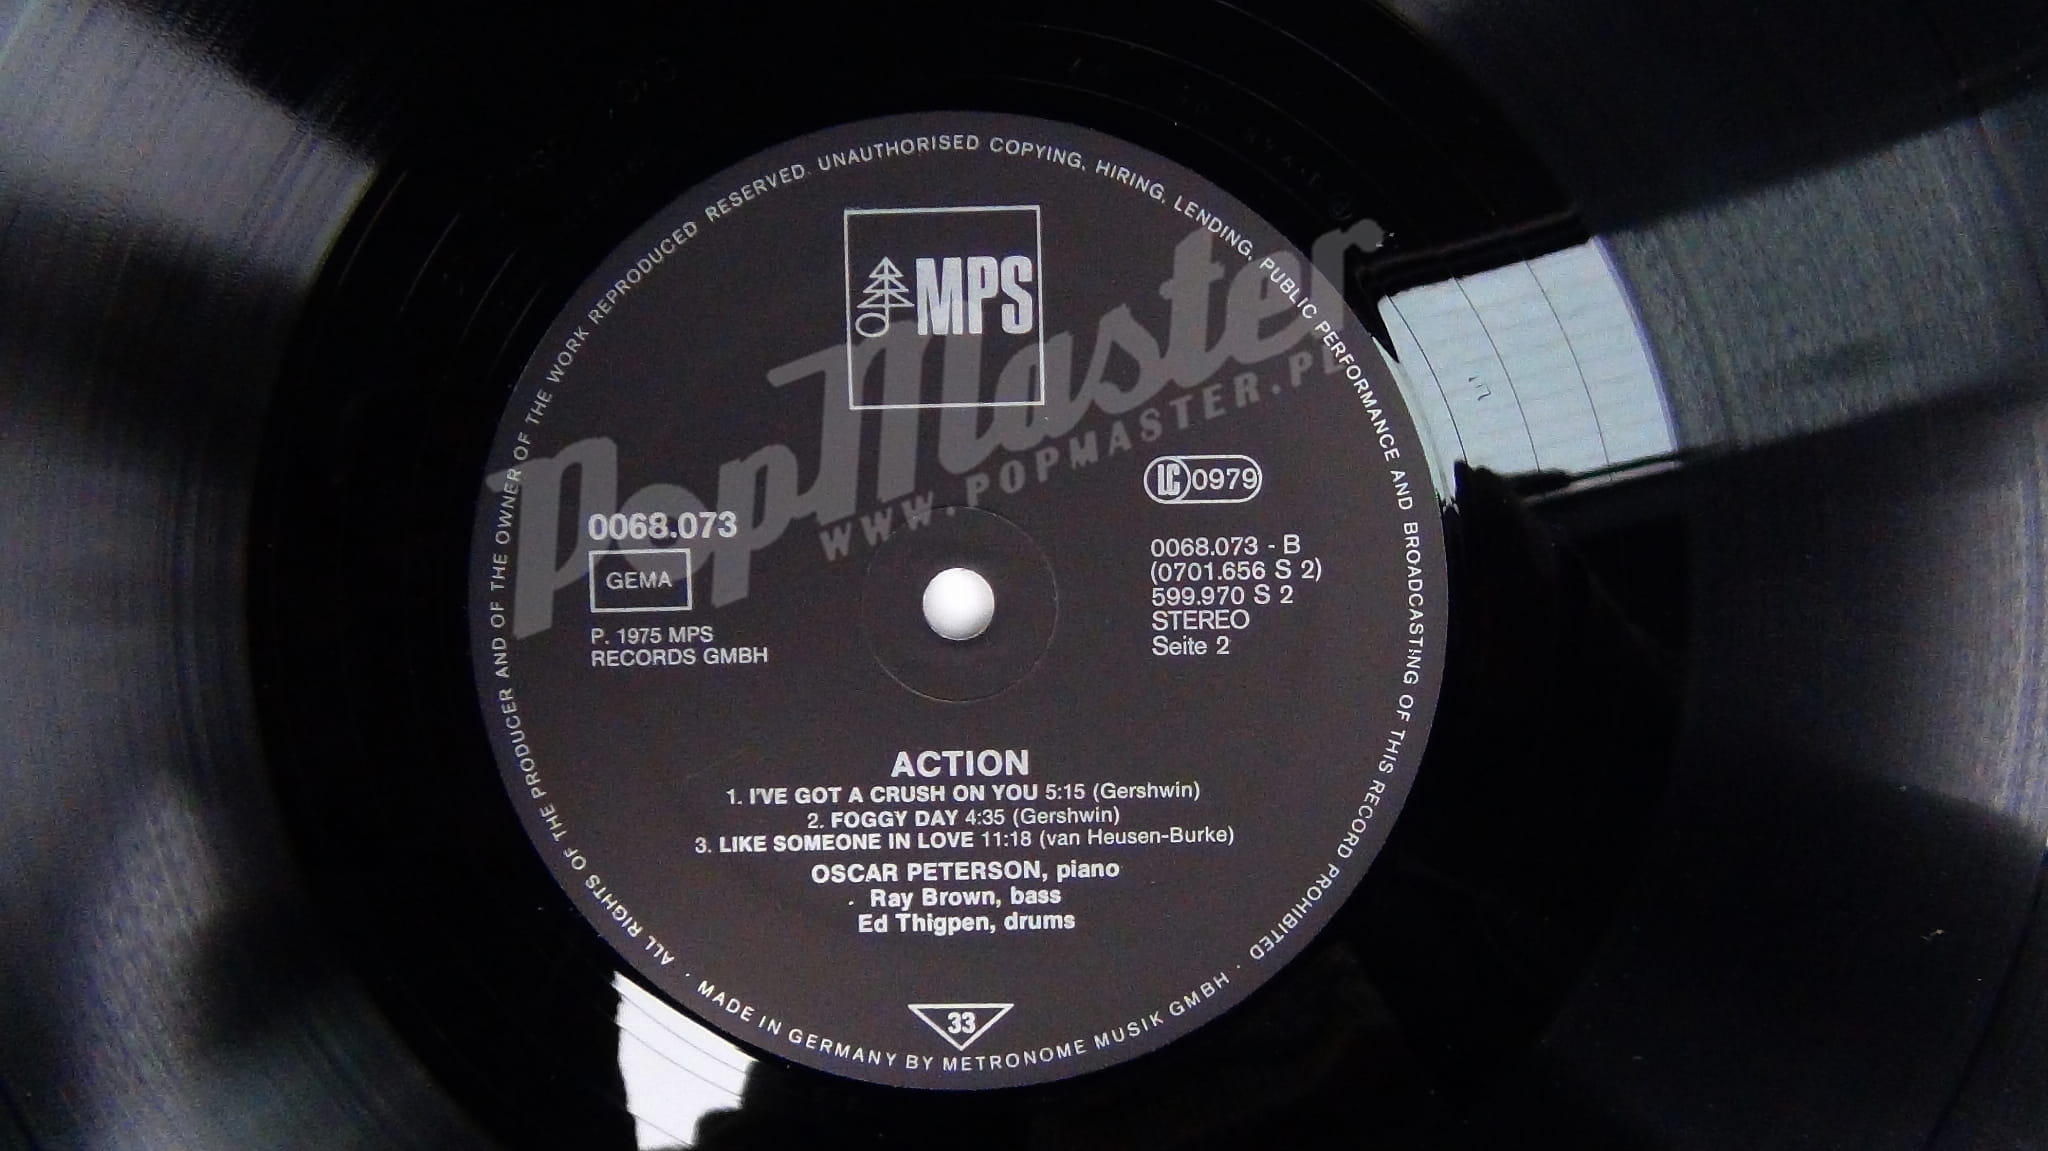 ALL RIGHTS OF THE PRODUCER AND OF THE OWNER OF THE WORK REPRODUCED RESERVED. UNAUTHORISED COPYING, HIRING, LENDING, PUBLIC PERFORMANCE AND BROADCASTING OF THIS RECORD PROHIBITED ·
MPS
PopMaster
WWW.POPMASTER.PL
0068.073
GEMA
P. 1975 MPS
RECORDS GMBH
LC 0979
0068.073 - B
(0701.656 S 2)
599.970 S 2
STEREO
Seite 2
ACTION
1. I'VE GOT A CRUSH ON YOU 5:15 (Gershwin)
2. FOGGY DAY 4:35 (Gershwin)
3. LIKE SOMEONE IN LOVE 11:18 (van Heusen-Burke)
OSCAR PETERSON, piano
Ray Brown, bass
Ed Thigpen, drums
33
· MADE IN GERMANY BY METRONOME MUSIK GMBH